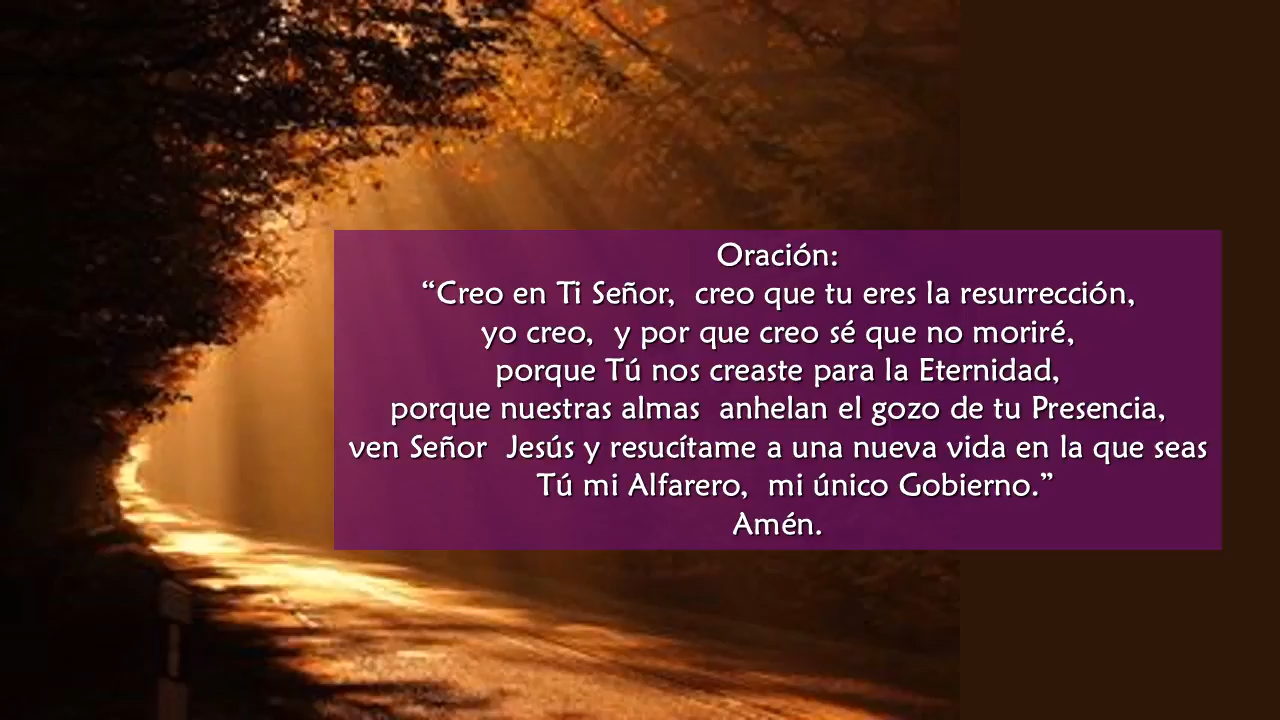 Oración:
“Creo en Ti Señor,  creo que tu eres la resurrección,
yo creo,  y por que creo sé que no moriré,
porque Tú nos creaste para la Eternidad,
porque nuestras almas  anhelan el gozo de tu Presencia,
ven Señor  Jesús y resucítame a una nueva vida en la que seas
Tú mi Alfarero,  mi único Gobierno.”
Amén.